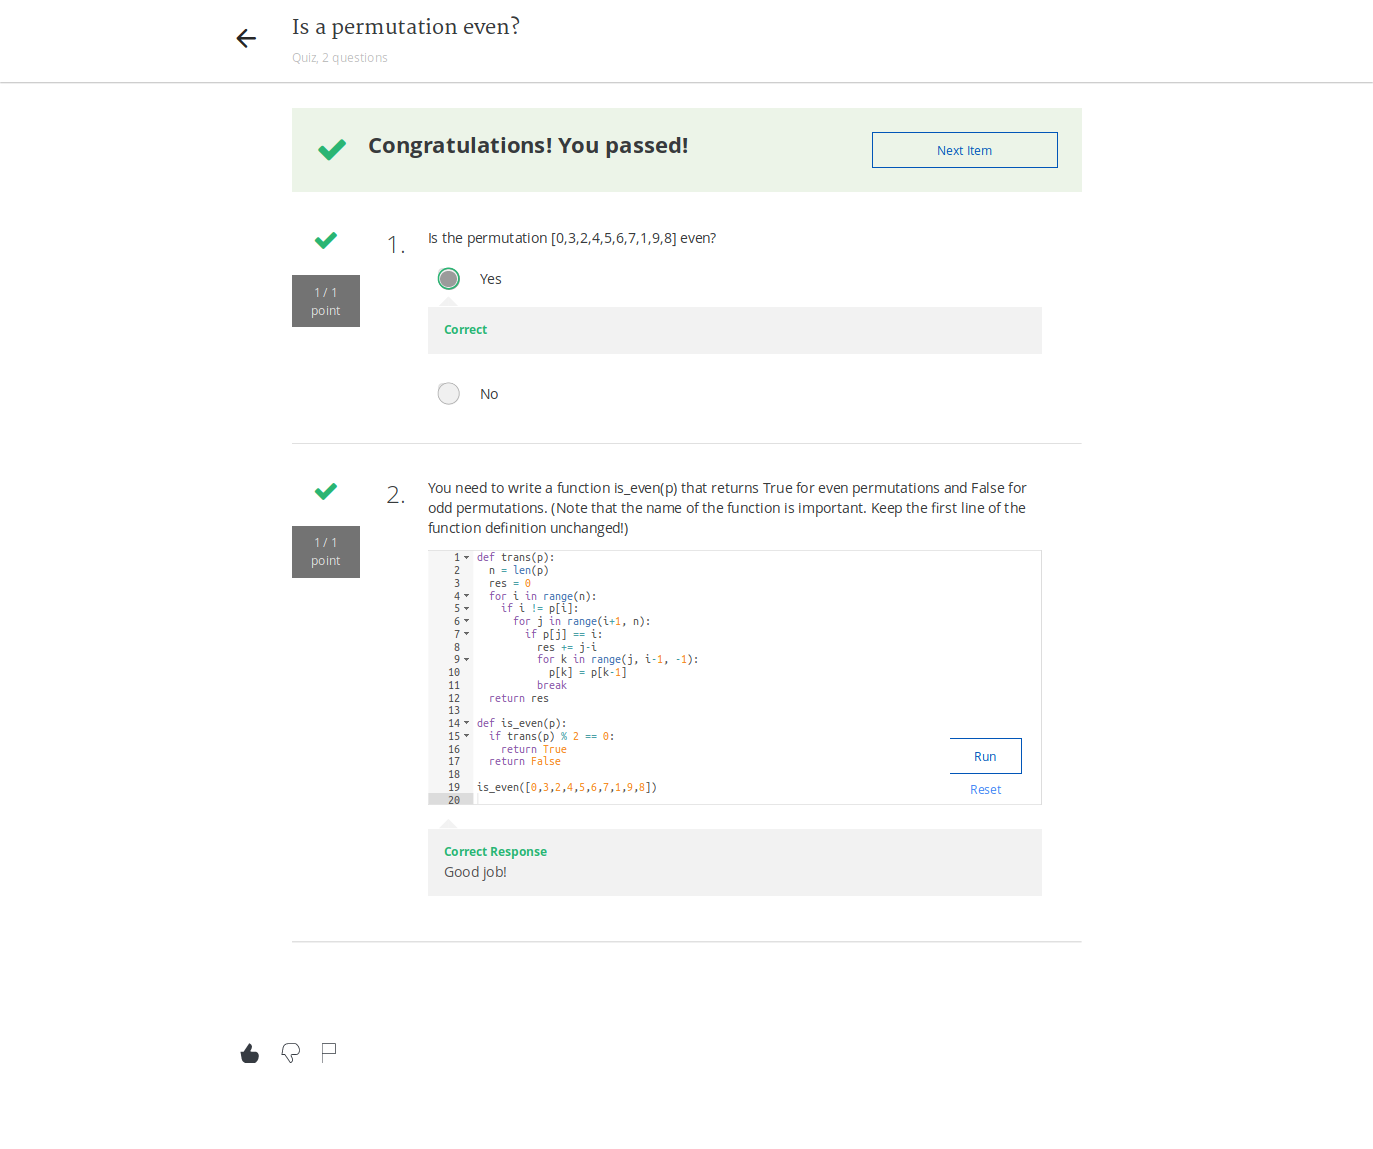 Is a permutation even?
Quiz, 2 questions
Congratulations! You passed!
Next Item
1 / 1
point
1.
Is the permutation [0,3,2,4,5,6,7,1,9,8] even?
Yes
Correct
No
1 / 1
point
2.
You need to write a function is_even(p) that returns True for even permutations and False for
odd permutations. (Note that the name of the function is important. Keep the first line of the
function definition unchanged!)
1 def trans(p):
2   n = len(p)
3   res = 0
4   for i in range(n):
5     if i != p[i]:
6       for j in range(i+1, n):
7         if p[j] == i:
8           res += j-i
9           for k in range(j, i-1, -1):
10             p[k] = p[k-1]
11           break
12   return res
13
14 def is_even(p):
15   if trans(p) % 2 == 0:
16     return True
17   return False
18
19 is_even([0,3,2,4,5,6,7,1,9,8])
20
Run
Reset
Correct Response
Good job!